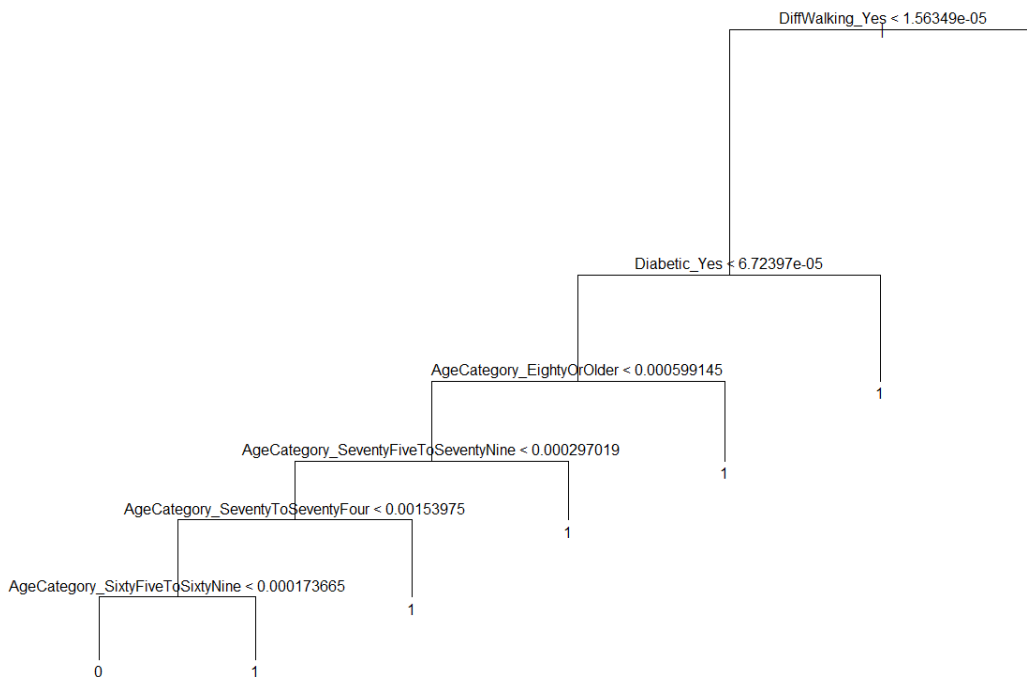 DiffWalking_Yes < 1.56349e-05
Diabetic_Yes < 6.72397e-05
AgeCategory_EightyOrOlder < 0.000599145
1
AgeCategory_SeventyFiveToSeventyNine < 0.000297019
1
AgeCategory_SeventyToSeventyFour < 0.00153975
1
AgeCategory_SixtyFiveToSixtyNine < 0.000173665
1
0
1